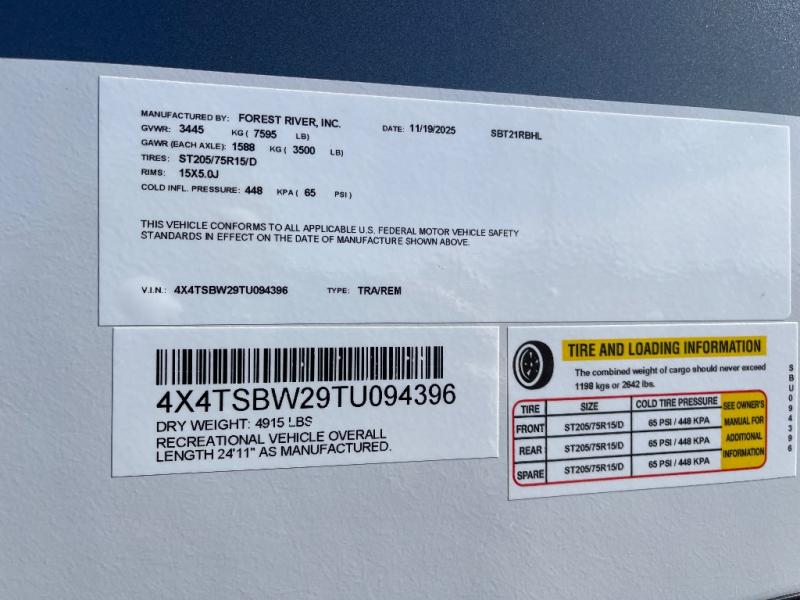 MANUFACTURED BY: FOREST RIVER, INC. DATE: 11/19/2025 SBT21RBHL
GVWR: 3445 KG ( 7595 LB)
GAWR (EACH AXLE): 1588 KG ( 3500 LB)
TIRES: ST205/75R15/D
RIMS: 15X5.0J
COLD INFL. PRESSURE: 448 KPA ( 65 PSI )
THIS VEHICLE CONFORMS TO ALL APPLICABLE U.S. FEDERAL MOTOR VEHICLE SAFETY
STANDARDS IN EFFECT ON THE DATE OF MANUFACTURE SHOWN ABOVE.
V.I.N.: 4X4TSBW29TU094396 TYPE: TRA/REM
4X4TSBW29TU094396
DRY WEIGHT: 4915 LBS
RECREATIONAL VEHICLE OVERALL
LENGTH 24'11" AS MANUFACTURED.
TIRE AND LOADING INFORMATION
The combined weight of cargo should never exceed
1198 kgs or 2642 lbs.
TIRE SIZE COLD TIRE PRESSURE
FRONT ST205/75R15/D 65 PSI / 448 KPA
REAR ST205/75R15/D 65 PSI / 448 KPA
SPARE ST205/75R15/D 65 PSI / 448 KPA
SEE OWNER'S
MANUAL FOR
ADDITIONAL
INFORMATION
SBU094396